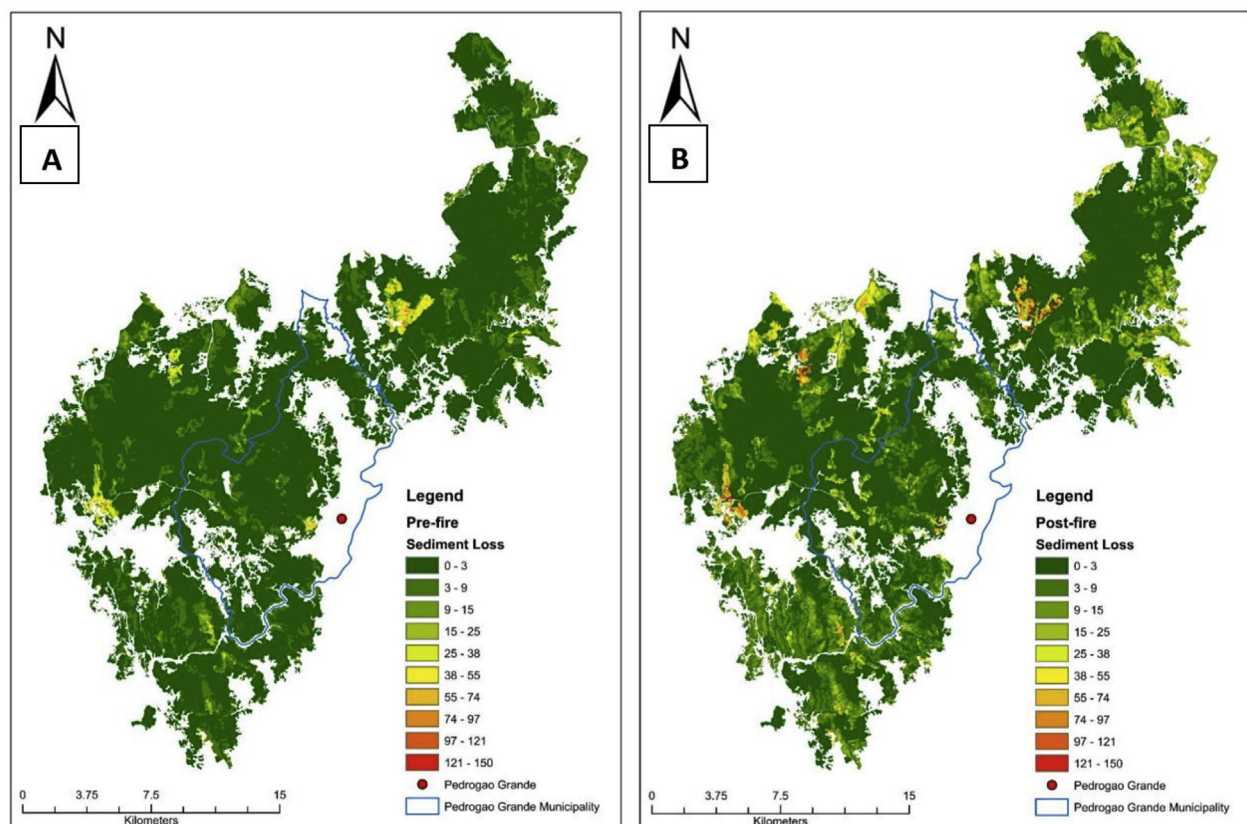 N
A
Legend
Pre-fire
Sediment Loss
0 - 3
3 - 9
9 - 15
15 - 25
25 - 38
38 - 55
55 - 74
74 - 97
97 - 121
121 - 150
Pedrogao Grande
Pedrogao Grande Municipality
0 3.75 7.5 15
Kilometers
N
B
Legend
Post-fire
Sediment Loss
0 - 3
3 - 9
9 - 15
15 - 25
25 - 38
38 - 55
55 - 74
74 - 97
97 - 121
121 - 150
Pedrogao Grande
Pedrogao Grande Municipality
0 3.75 7.5 15
Kilometers